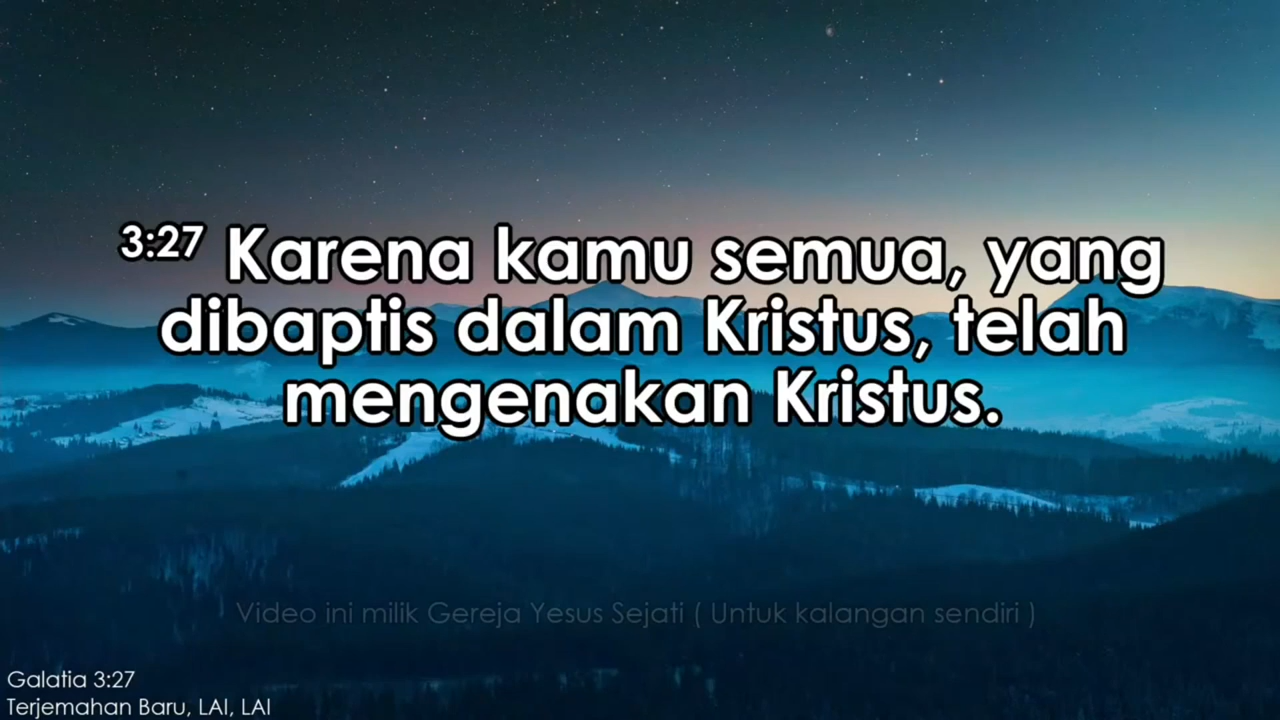 3:27 Karena kamu semua, yang
dibaptis dalam Kristus, telah
mengenakan Kristus.
Video ini milik Gereja Yesus Sejati ( Untuk kalangan sendiri )
Galatia 3:27
Terjemahan Baru, LAI, LAI